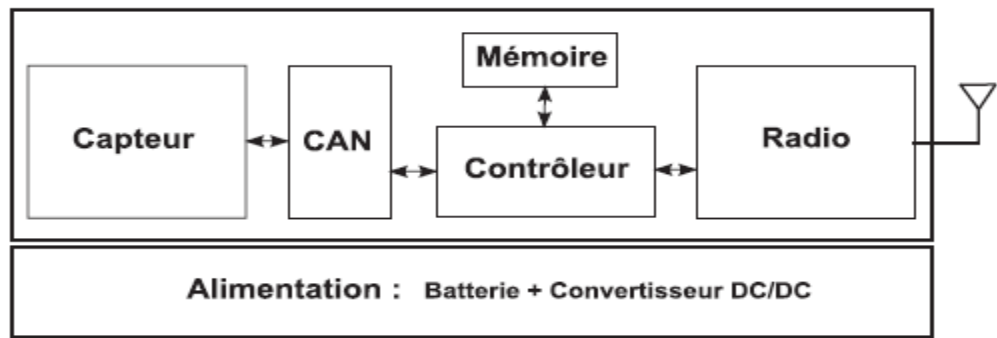 Mémoire
Capteur
CAN
Contrôleur
Radio
Alimentation : Batterie + Convertisseur DC/DC